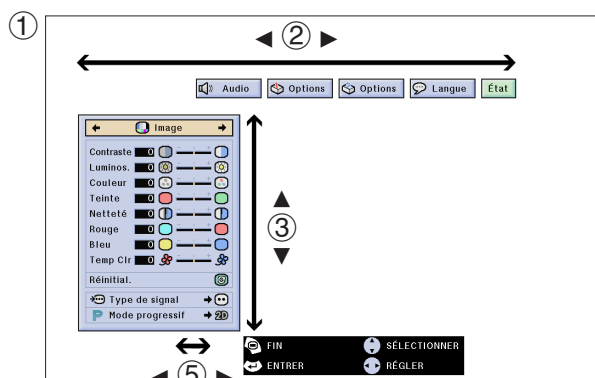 ①
◄ ② ►
Audio Options Options Langue État
Image
Contraste 0
Luminos. 0
Couleur 0
Teinte 0
Netteté 0
Rouge 0
Bleu 0
Temp Clr 0
Réinitial.
Type de signal
P Mode progressif 2D
▲
③
▼
FIN SÉLECTIONNER
ENTRER RÉGLER
◄ ⑤ ►